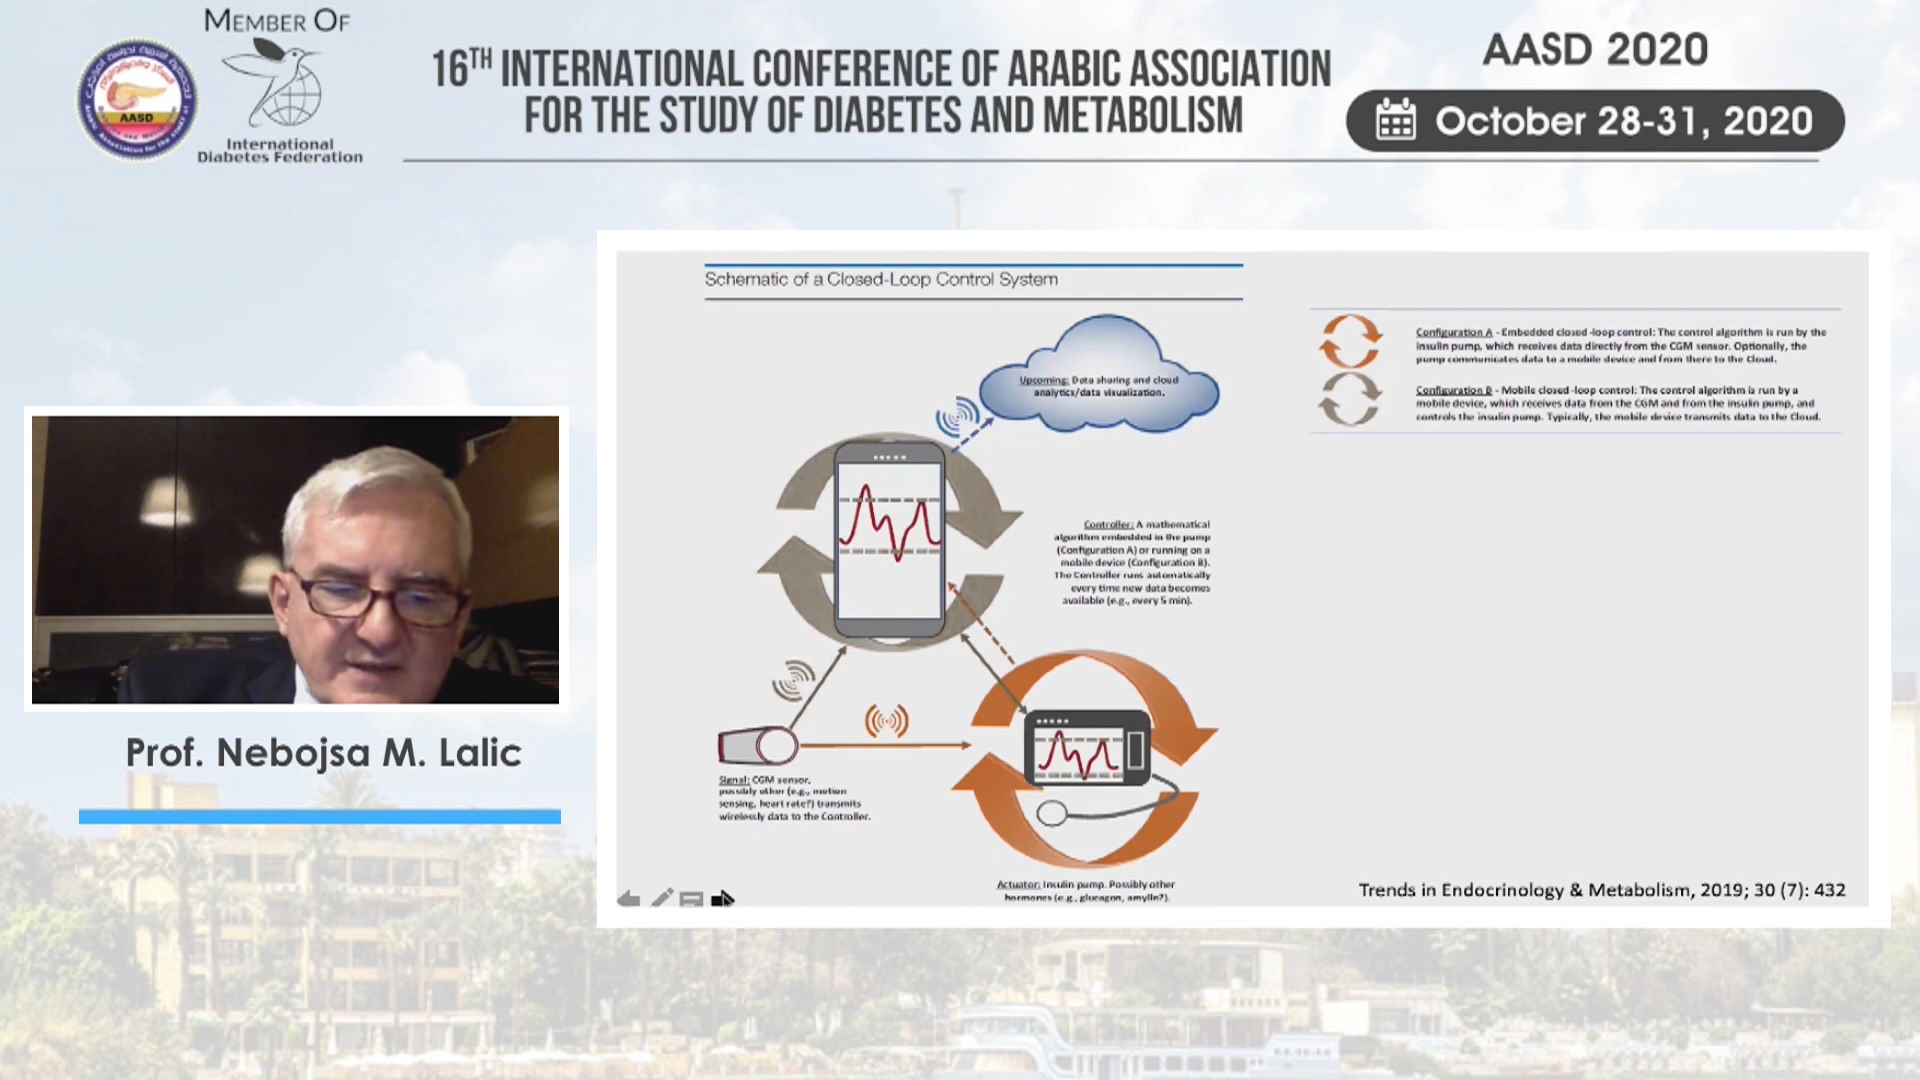 MEMBER OF
International
Diabetes Federation
AASD
16TH INTERNATIONAL CONFERENCE OF ARABIC ASSOCIATION
FOR THE STUDY OF DIABETES AND METABOLISM
AASD 2020
October 28-31, 2020
Prof. Nebojsa M. Lalic
Schematic of a Closed-Loop Control System
Upcoming: Data sharing and cloud
analytics/data visualization.
Controller: A mathematical
algorithm embedded in the pump
(Configuration A) or running on a
mobile device (Configuration B).
The Controller runs automatically
every time new data becomes
available (e.g., every 5 min).
Signal: CGM sensor,
possibly other (e.g., motion
sensing, heart rate?) transmits
wirelessly data to the Controller.
Actuator: Insulin pump. Possibly other
hormones (e.g., glucagon, amylin?).
Configuration A - Embedded closed-loop control: The control algorithm is run by the
insulin pump, which receives data directly from the CGM sensor. Optionally, the
pump communicates data to a mobile device and from there to the Cloud.
Configuration B - Mobile closed-loop control: The control algorithm is run by a
mobile device, which receives data from the CGM and from the insulin pump, and
controls the insulin pump. Typically, the mobile device transmits data to the Cloud.
Trends in Endocrinology & Metabolism, 2019; 30 (7): 432